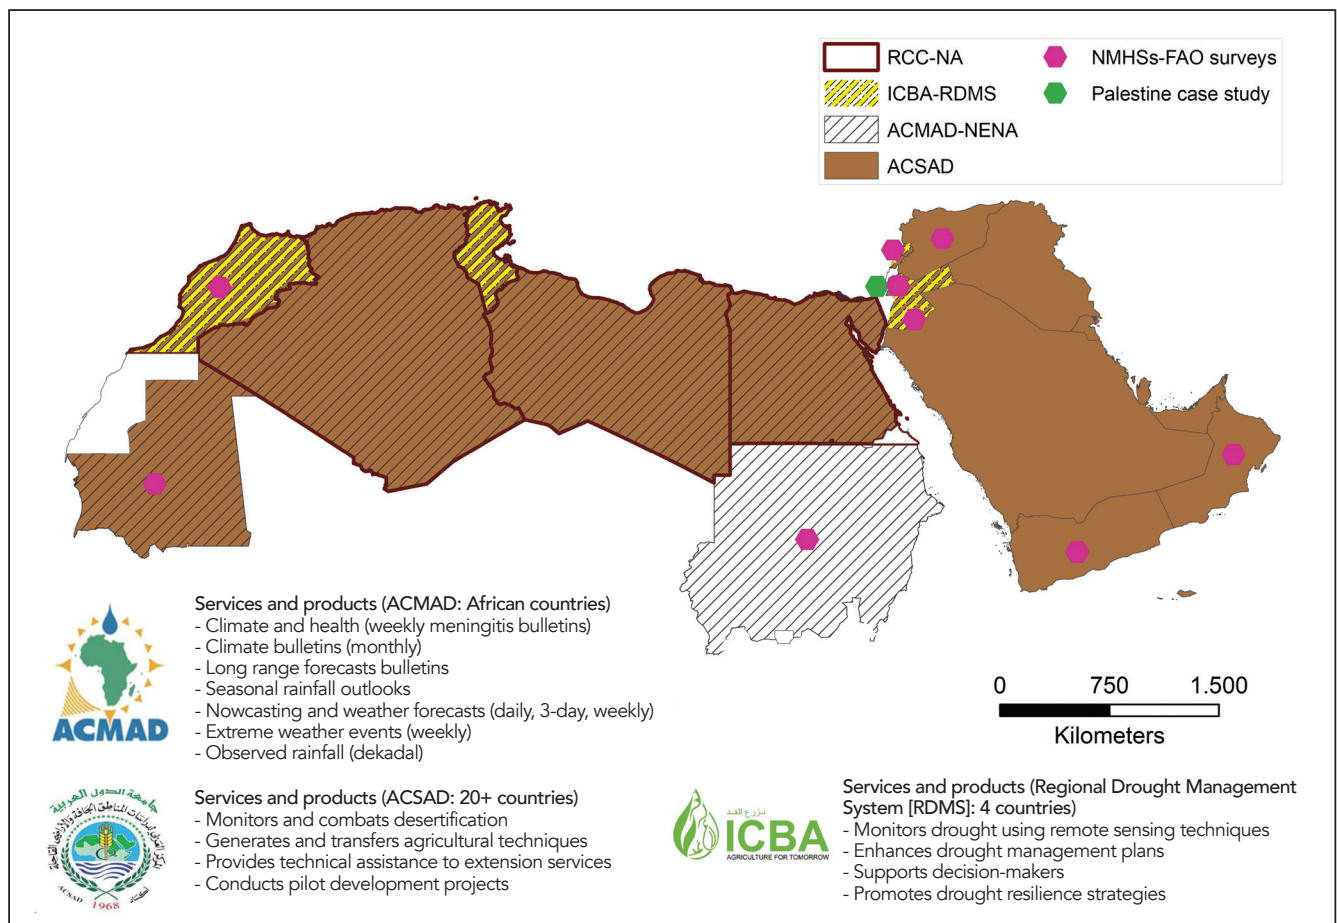 RCC-NA
ICBA-RDMS
ACMAD-NENA
ACSAD
NMHSs-FAO surveys
Palestine case study
0 750 1.500
Kilometers
ACMAD
Services and products (ACMAD: African countries)
- Climate and health (weekly meningitis bulletins)
- Climate bulletins (monthly)
- Long range forecasts bulletins
- Seasonal rainfall outlooks
- Nowcasting and weather forecasts (daily, 3-day, weekly)
- Extreme weather events (weekly)
- Observed rainfall (dekadal)
جامعة الدول العربية
ACSAD 1968 أكساد
Services and products (ACSAD: 20+ countries)
- Monitors and combats desertification
- Generates and transfers agricultural techniques
- Provides technical assistance to extension services
- Conducts pilot development projects
نزرع للغد
ICBA
AGRICULTURE FOR TOMORROW
Services and products (Regional Drought Management
System [RDMS]: 4 countries)
- Monitors drought using remote sensing techniques
- Enhances drought management plans
- Supports decision-makers
- Promotes drought resilience strategies